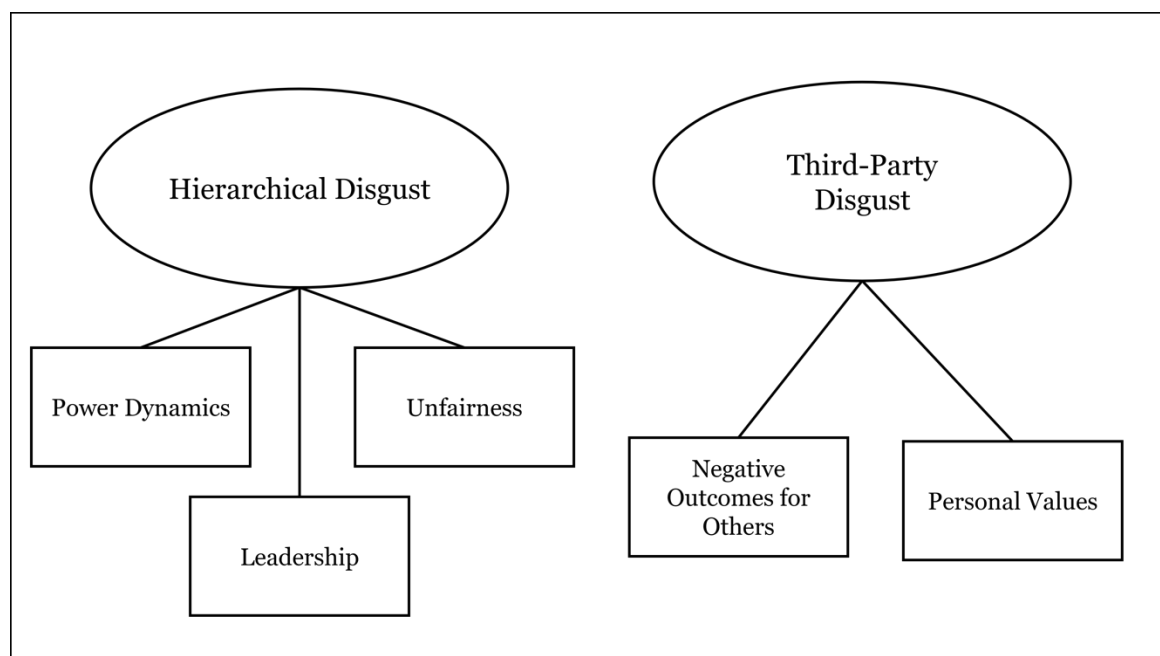 Hierarchical Disgust
Power Dynamics
Unfairness
Leadership
Third-Party
Disgust
Negative
Outcomes for
Others
Personal Values